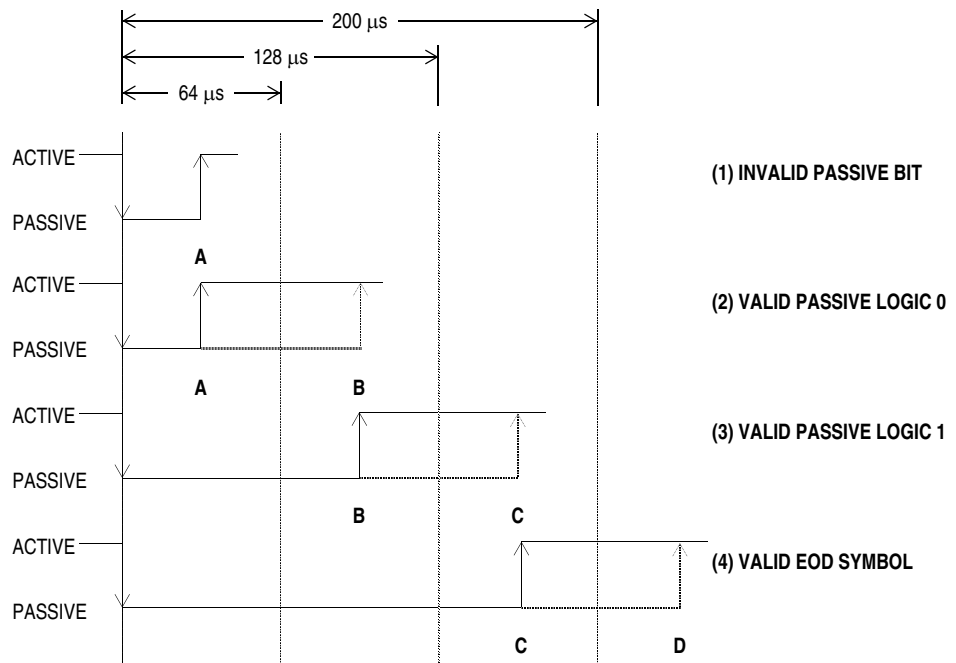 200 μs
128 μs
64 μs
ACTIVE
(1) INVALID PASSIVE BIT
PASSIVE
A
ACTIVE
(2) VALID PASSIVE LOGIC 0
PASSIVE
A B
ACTIVE
(3) VALID PASSIVE LOGIC 1
PASSIVE
B C
ACTIVE
(4) VALID EOD SYMBOL
PASSIVE
C D